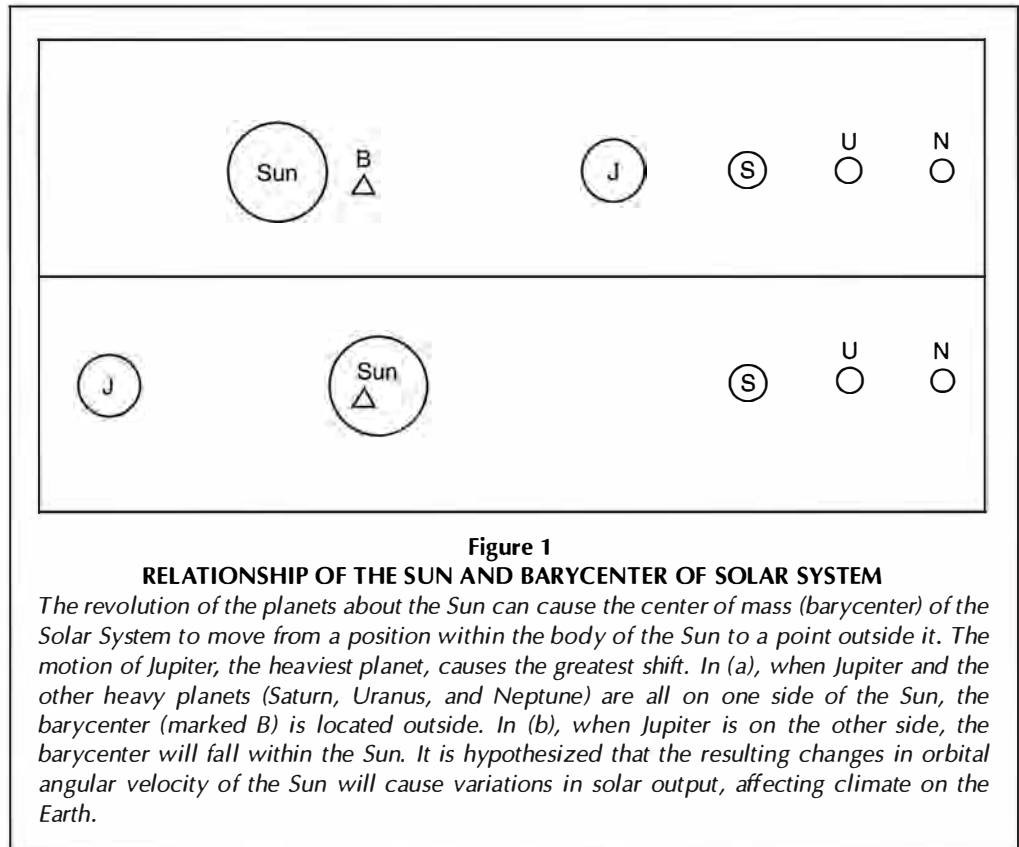 U N
B
Sun J S
U N
J Sun S
Figure 1
RELATIONSHIP OF THE SUN AND BARYCENTER OF SOLAR SYSTEM
The revolution of the planets about the Sun can cause the center of mass (barycenter) of the
Solar System to move from a position within the body of the Sun to a point outside it. The
motion of Jupiter, the heaviest planet, causes the greatest shift. In (a), when Jupiter and the
other heavy planets (Saturn, Uranus, and Neptune) are all on one side of the Sun, the
barycenter (marked B) is located outside. In (b), when Jupiter is on the other side, the
barycenter will fall within the Sun. It is hypothesized that the resulting changes in orbital
angular velocity of the Sun will cause variations in solar output, affecting climate on the
Earth.